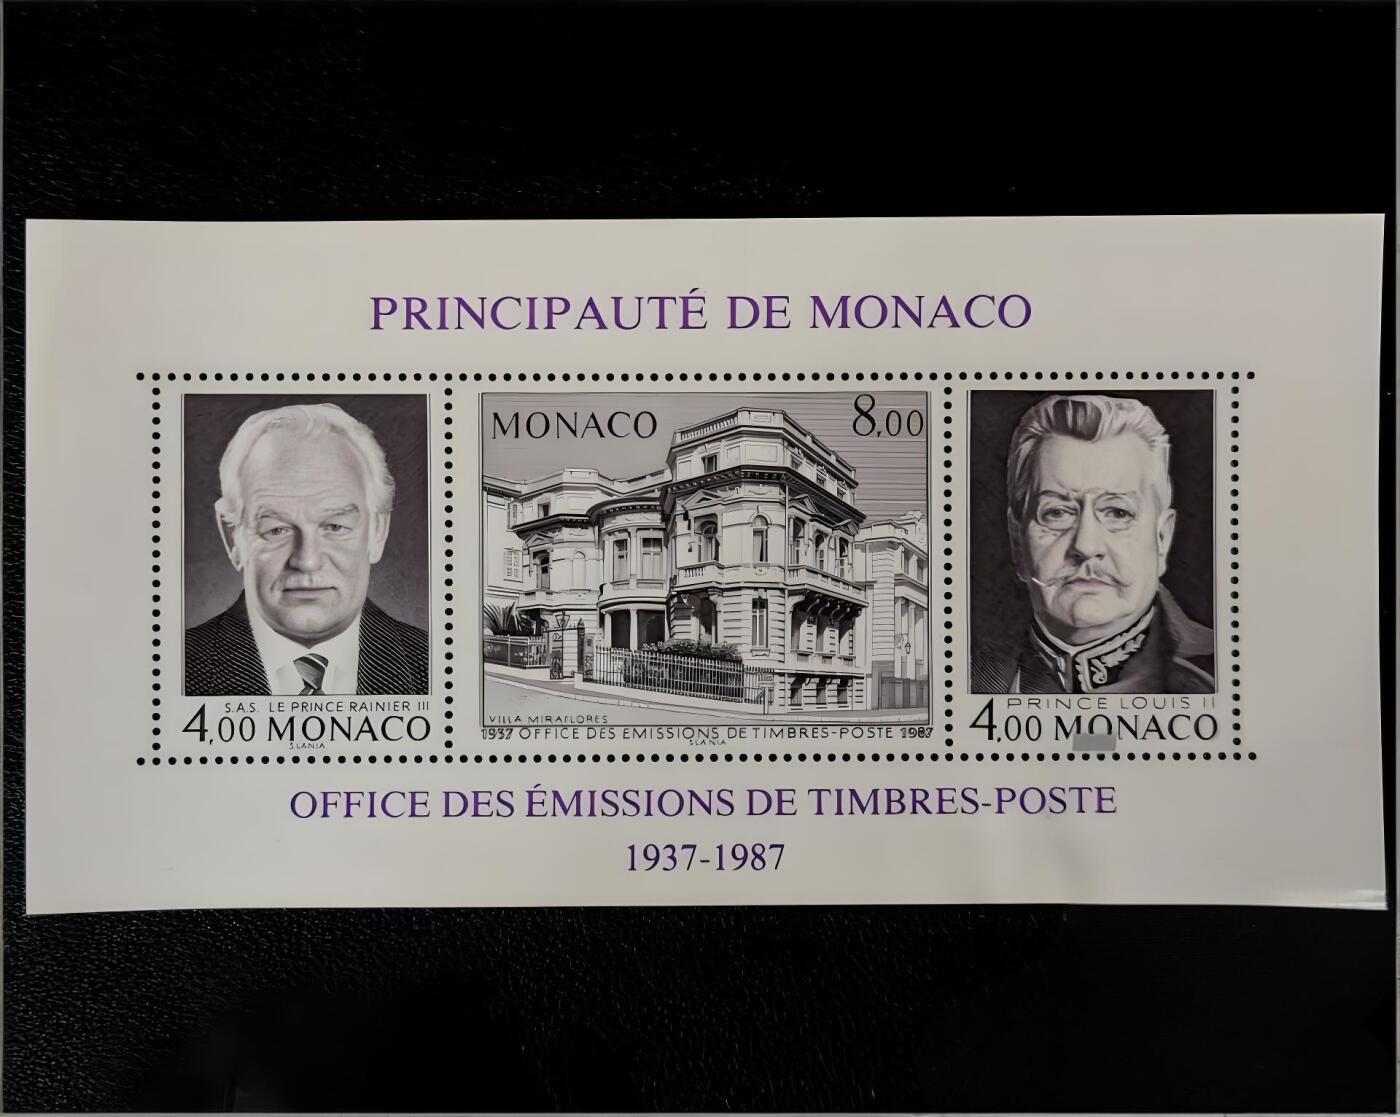 PRINCIPAUTÉ DE MONACO
S.A.S. LE PRINCE RAINIER III
4,00 MONACO
SLANIA
MONACO 8,00
VILLA MIRAFLORES
1937 OFFICE DES EMISSIONS DE TIMBRES-POSTE 1987
SLANIA
PRINCE LOUIS II
4,00 MONACO
OFFICE DES ÉMISSIONS DE TIMBRES-POSTE
1937-1987